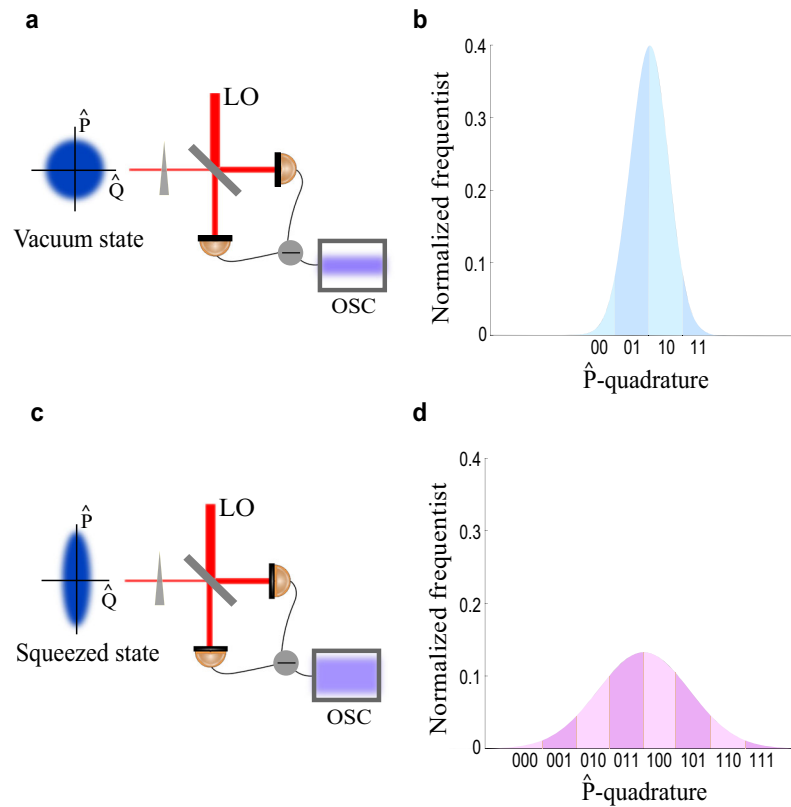 a
P̂
Q̂
Vacuum state
LO
OSC
b
Normalized frequentist
0.4
0.3
0.2
0.1
0
00 01 10 11
P̂-quadrature
c
P̂
Q̂
Squeezed state
LO
OSC
d
Normalized frequentist
0.4
0.3
0.2
0.1
0
000 001 010 011 100 101 110 111
P̂-quadrature